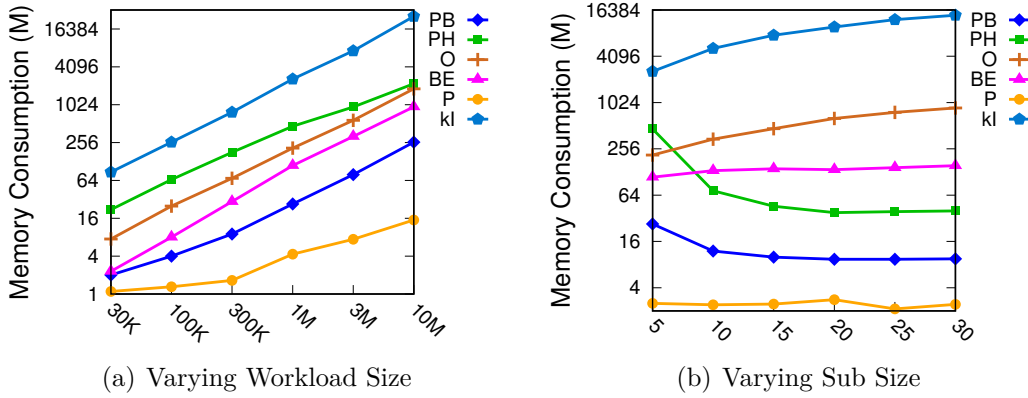 Memory Consumption (M)
16384
4096
1024
256
64
16
4
1
30K
100K
300K
1M
3M
10M
PB
PH
O
BE
P
kI
(a) Varying Workload Size
Memory Consumption (M)
16384
4096
1024
256
64
16
4
5
10
15
20
25
30
PB
PH
O
BE
P
kI
(b) Varying Sub Size